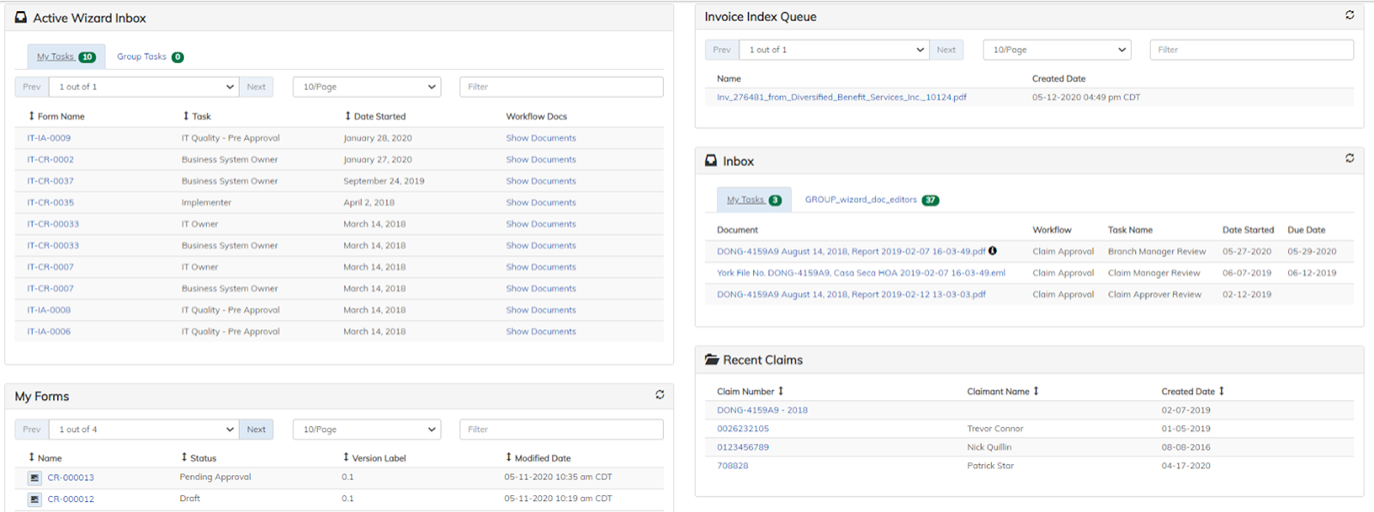 Active Wizard Inbox
My Tasks 10 Group Tasks 0
Prev 1 out of 1 Next 10/Page Filter
Form Name Task Date Started Workflow Docs
IT-IA-0009 IT Quality - Pre Approval January 28, 2020 Show Documents
IT-CR-0002 Business System Owner January 27, 2020 Show Documents
IT-CR-0037 Business System Owner September 24, 2019 Show Documents
IT-CR-0035 Implementer April 2, 2018 Show Documents
IT-CR-00033 IT Owner March 14, 2018 Show Documents
IT-CR-00033 Business System Owner March 14, 2018 Show Documents
IT-CR-0007 IT Owner March 14, 2018 Show Documents
IT-CR-0007 Business System Owner March 14, 2018 Show Documents
IT-IA-0008 IT Quality - Pre Approval March 14, 2018 Show Documents
IT-IA-0006 IT Quality - Pre Approval March 14, 2018 Show Documents
My Forms
Prev 1 out of 4 Next 10/Page Filter
Name Status Version Label Modified Date
CR-000013 Pending Approval 0.1 05-11-2020 10:35 am CDT
CR-000012 Draft 0.1 05-11-2020 10:19 am CDT
Invoice Index Queue
Prev 1 out of 1 Next 10/Page Filter
Name Created Date
Inv_276481_from_Diversified_Benefit_Services_Inc._10124.pdf 05-12-2020 04:49 pm CDT
Inbox
My Tasks 3 GROUP_wizard_doc_editors 37
Document Workflow Task Name Date Started Due Date
DONG-4159A9 August 14, 2018, Report 2019-02-07 16-03-49.pdf Claim Approval Branch Manager Review 05-27-2020 05-29-2020
York File No. DONG-4159A9, Casa Seca HOA 2019-02-07 16-03-49.eml Claim Approval Claim Manager Review 06-07-2019 06-12-2019
DONG-4159A9 August 14, 2018, Report 2019-02-12 13-03-03.pdf Claim Approval Claim Approver Review 02-12-2019
Recent Claims
Claim Number Claimant Name Created Date
DONG-4159A9 - 2018 02-07-2019
0026232105 Trevor Connor 01-05-2019
0123456789 Nick Quillin 08-08-2016
708828 Patrick Star 04-17-2020